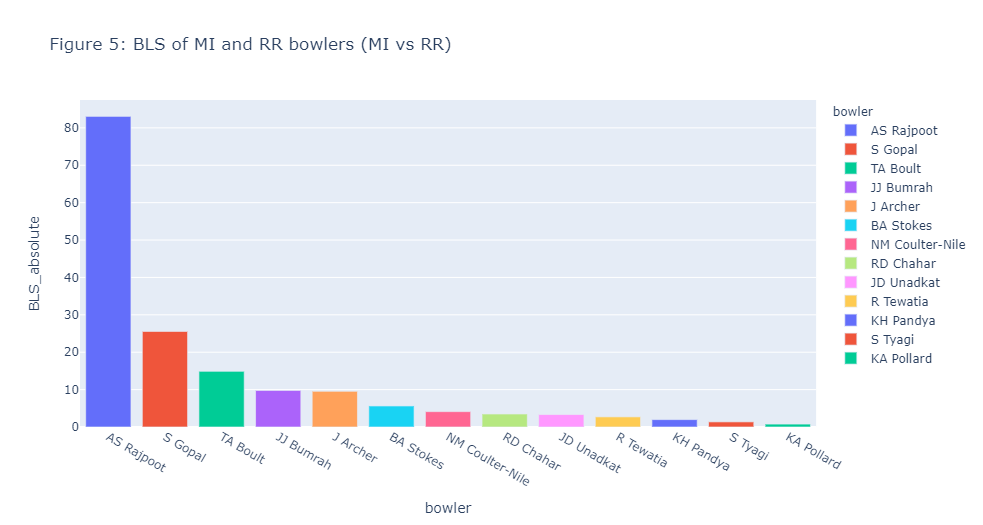 Figure 5: BLS of MI and RR bowlers (MI vs RR)
BLS_absolute
80
70
60
50
40
30
20
10
0
AS Rajpoot
S Gopal
TA Boult
JJ Bumrah
J Archer
BA Stokes
NM Coulter-Nile
RD Chahar
JD Unadkat
R Tewatia
KH Pandya
S Tyagi
KA Pollard
bowler
bowler
AS Rajpoot
S Gopal
TA Boult
JJ Bumrah
J Archer
BA Stokes
NM Coulter-Nile
RD Chahar
JD Unadkat
R Tewatia
KH Pandya
S Tyagi
KA Pollard